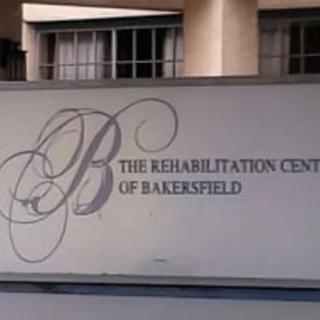 B
THE REHABILITATION CENT
OF BAKERSFIELD